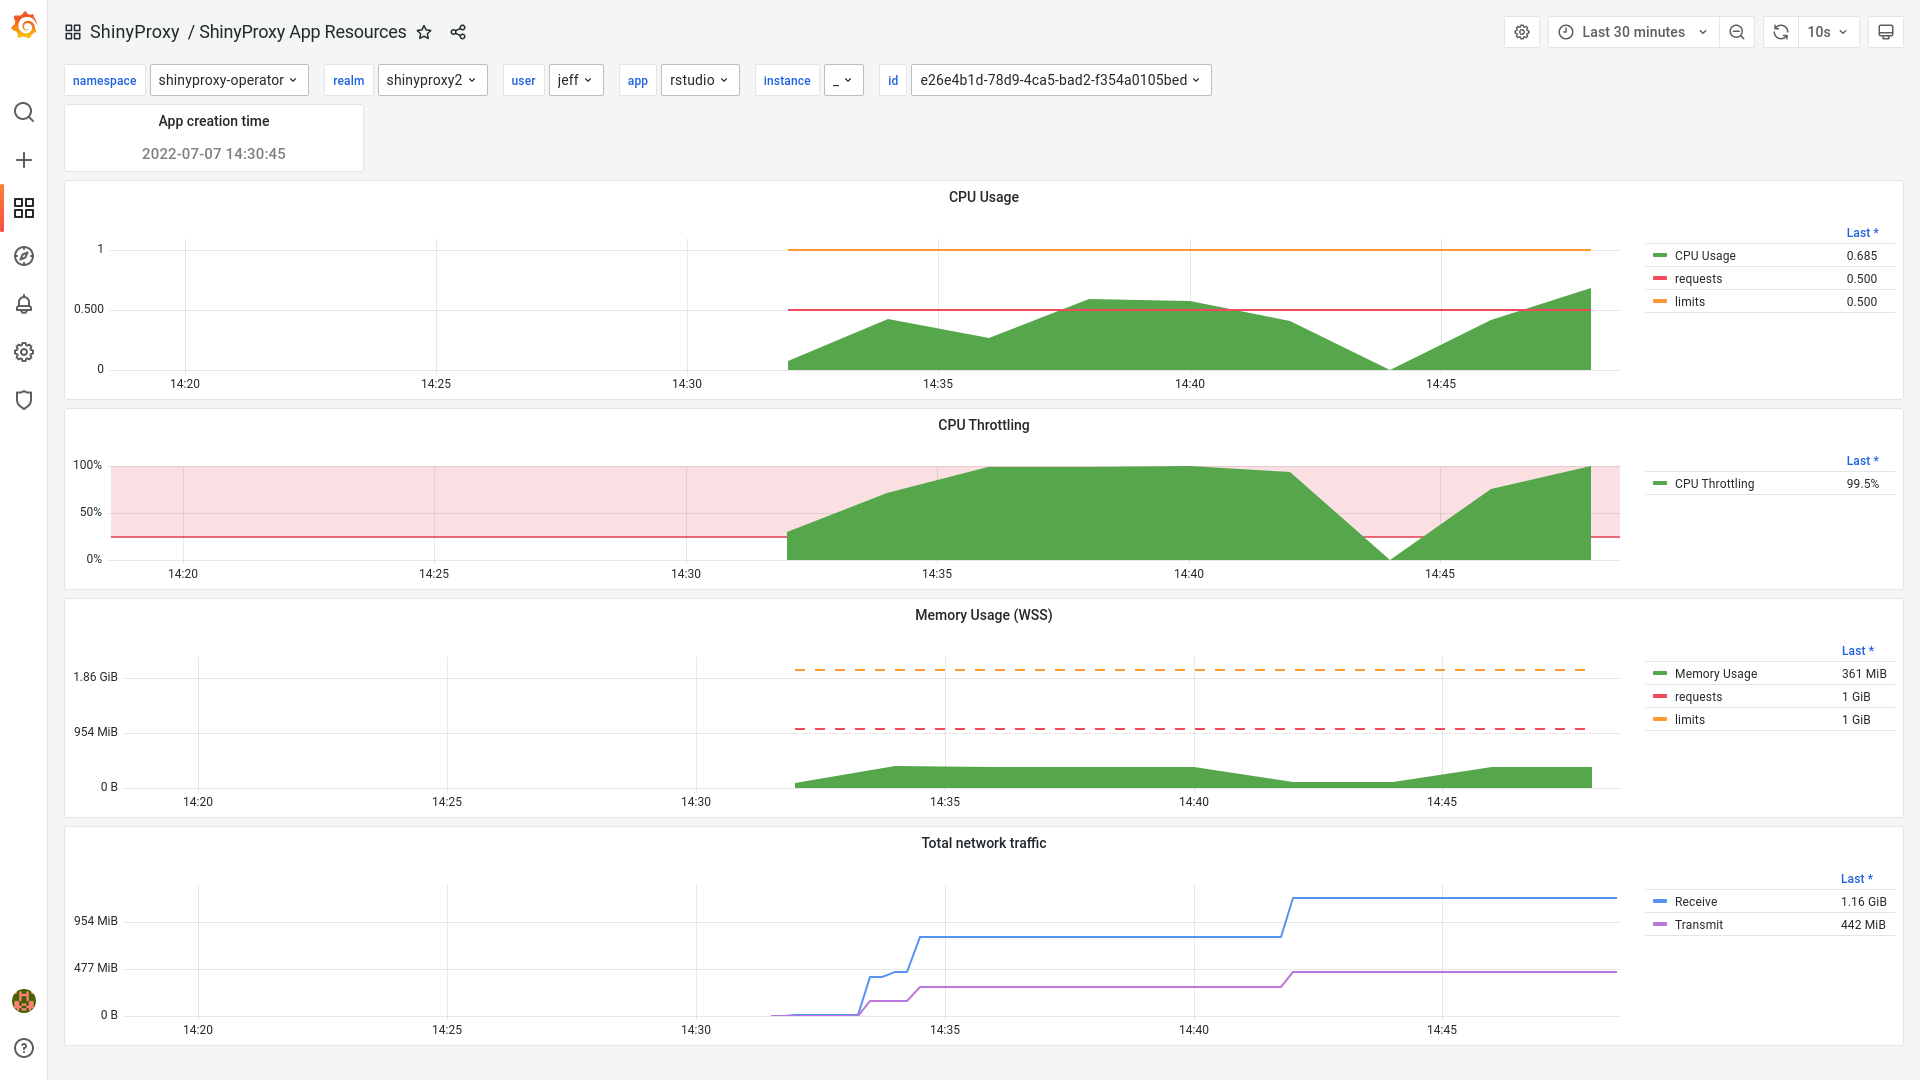 ShinyProxy / ShinyProxy App Resources
Last 30 minutes
10s
namespace shinyproxy-operator realm shinyproxy2 user jeff app rstudio instance _ id e26e4b1d-78d9-4ca5-bad2-f354a0105bed
App creation time
2022-07-07 14:30:45
CPU Usage
1
0.500
0
14:20 14:25 14:30 14:35 14:40 14:45
Last *
CPU Usage 0.685
requests 0.500
limits 0.500
CPU Throttling
100%
50%
0%
14:20 14:25 14:30 14:35 14:40 14:45
Last *
CPU Throttling 99.5%
Memory Usage (WSS)
1.86 GiB
954 MiB
0 B
14:20 14:25 14:30 14:35 14:40 14:45
Last *
Memory Usage 361 MiB
requests 1 GiB
limits 1 GiB
Total network traffic
954 MiB
477 MiB
0 B
14:20 14:25 14:30 14:35 14:40 14:45
Last *
Receive 1.16 GiB
Transmit 442 MiB